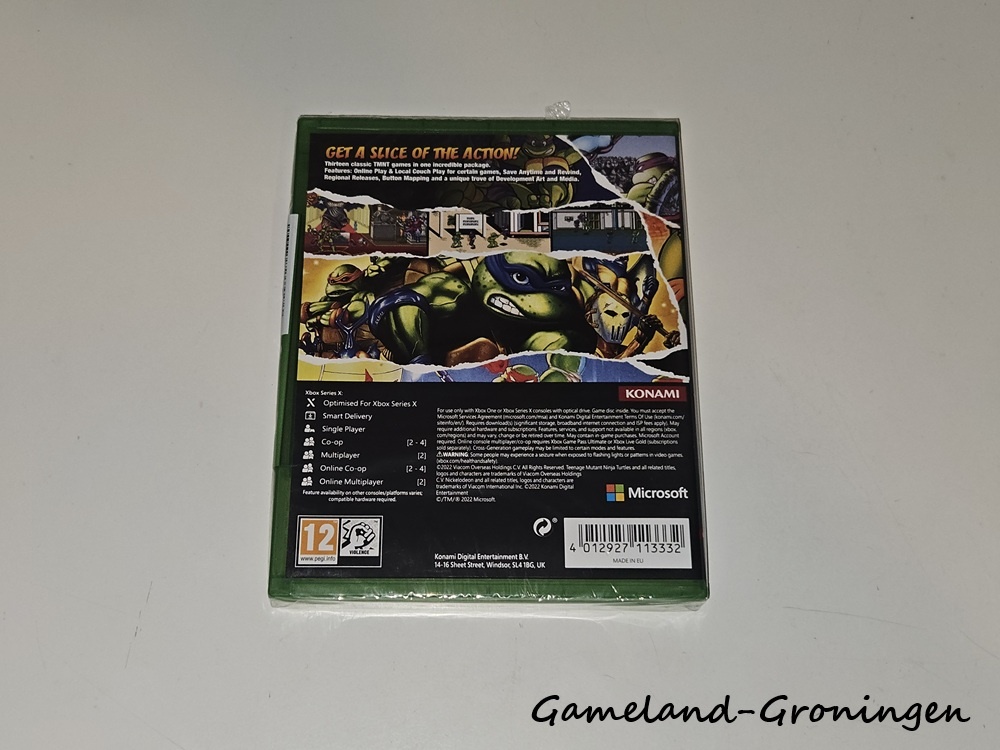 GET A SLICE OF THE ACTION!
Thirteen classic TMNT games in one incredible package.
Features: Online Play & Local Couch Play for certain games, Save Anytime and Rewind,
Regional Releases, Button Mapping and a unique trove of Development Art and Media.
KONAMI
Xbox Series X:
Optimised For Xbox Series X
Smart Delivery
Single Player
Co-op [2 - 4]
Multiplayer [2]
Online Co-op [2 - 4]
Online Multiplayer [2]
Feature availability on other consoles/platforms varies;
compatible hardware required.
For use only with Xbox One or Xbox Series X consoles with optical drive. Game disc inside. You must accept the
Microsoft Services Agreement (microsoft.com/msa) and Konami Digital Entertainment Terms Of Use (konami.com/
siteinfo/en/). Requires download(s) (significant storage, broadband internet connection and ISP fees apply). May
require additional hardware and subscriptions. Features, services, and support not available in all regions (xbox.
com/regions) and may vary, change or be retired over time. May contain in-game purchases. Microsoft Account
required. Online console multiplayer/co-op requires Xbox Game Pass Ultimate or Xbox Live Gold (subscriptions
sold separately). Cross-Generation gameplay may be limited to certain modes and features.
WARNING: Some people may experience a seizure when exposed to flashing lights or patterns in video games.
(xbox.com/healthandsafety).
©2022 Viacom Overseas Holdings C.V. All Rights Reserved. Teenage Mutant Ninja Turtles and all related titles,
logos and characters are trademarks of Viacom Overseas Holdings
C.V Nickelodeon and all related titles, logos and characters are
trademarks of Viacom International Inc. ©2022 Konami Digital
Entertainment
©/TM/® 2022 Microsoft.
Microsoft
12
www.pegi.info
VIOLENCE
Konami Digital Entertainment B.V.
14-16 Sheet Street, Windsor, SL4 1BG, UK
4 012927 113332
MADE IN EU
Gameland-Groningen